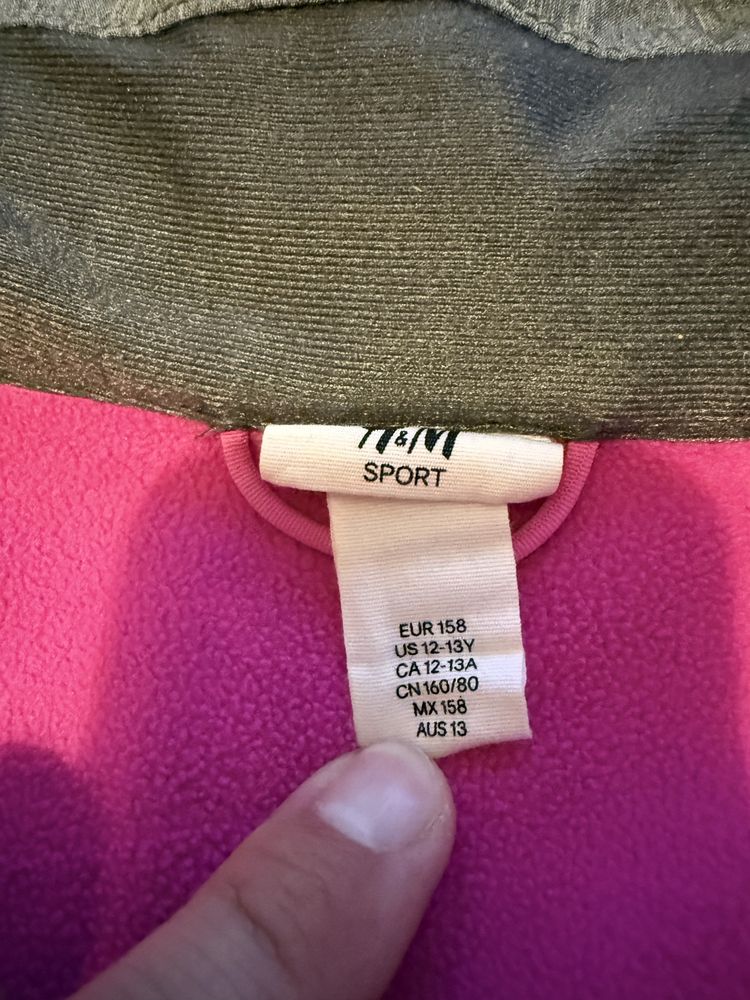 H&M
SPORT
EUR 158
US 12-13Y
CA 12-13A
CN 160/80
MX 158
AUS 13